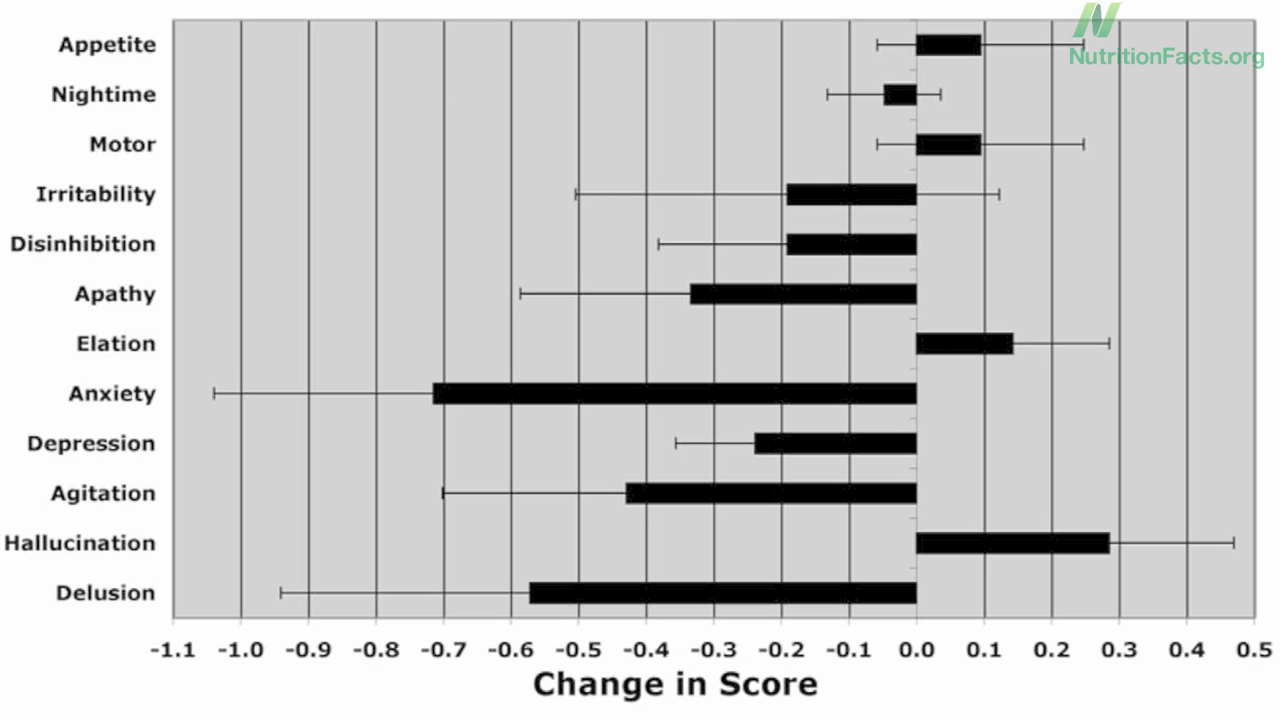 NutritionFacts.org
Appetite
Nightime
Motor
Irritability
Disinhibition
Apathy
Elation
Anxiety
Depression
Agitation
Hallucination
Delusion
-1.1 -1.0 -0.9 -0.8 -0.7 -0.6 -0.5 -0.4 -0.3 -0.2 -0.1 0.0 0.1 0.2 0.3 0.4 0.5
Change in Score